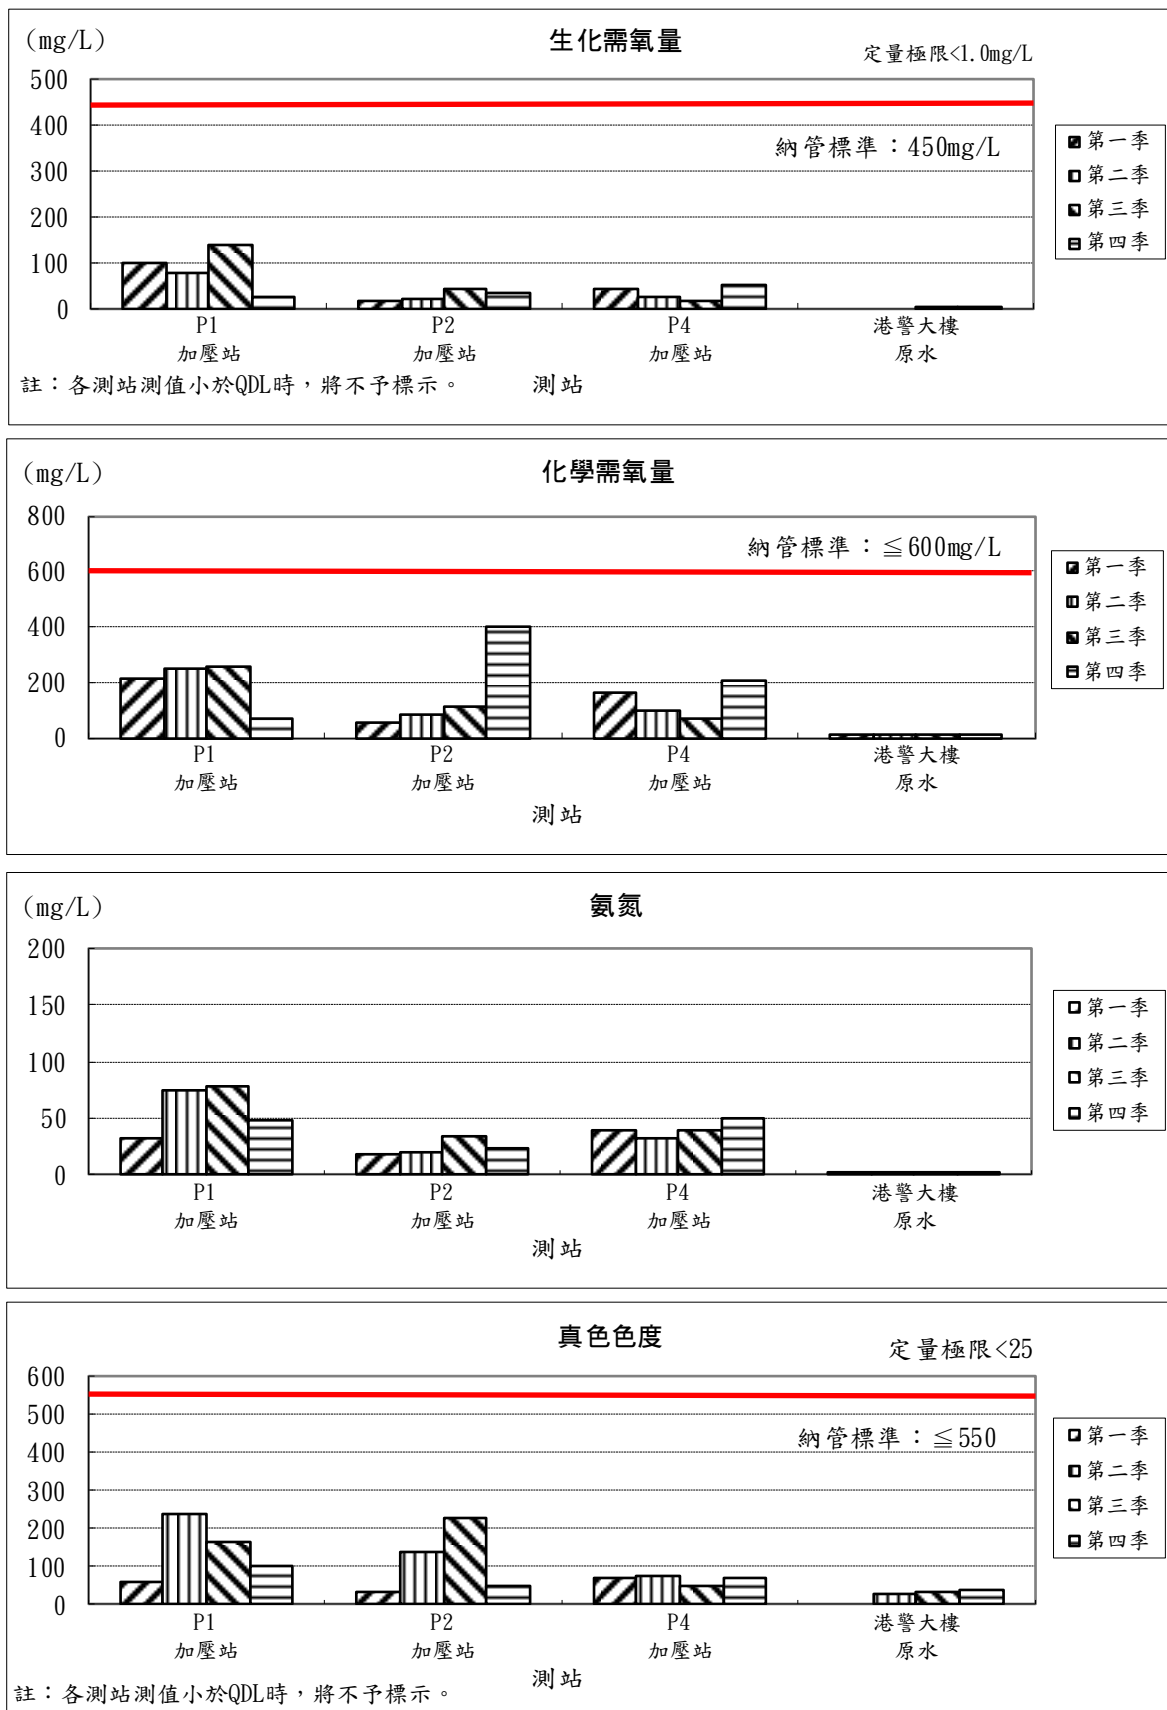 (mg/L)
生化需氧量
定量極限<1.0mg/L
500
400
300
200
100
0
納管標準：450mg/L
第一季
第二季
第三季
第四季
P1
加壓站
P2
加壓站
P4
加壓站
港警大樓
原水
註：各測站測值小於QDL時，將不予標示。
測站
(mg/L)
化學需氧量
800
600
400
200
0
納管標準：≦600mg/L
第一季
第二季
第三季
第四季
P1
加壓站
P2
加壓站
P4
加壓站
港警大樓
原水
測站
(mg/L)
氨氮
200
150
100
50
0
第一季
第二季
第三季
第四季
P1
加壓站
P2
加壓站
P4
加壓站
港警大樓
原水
測站
真色色度
定量極限<25
600
500
400
300
200
100
0
納管標準：≦550
第一季
第二季
第三季
第四季
P1
加壓站
P2
加壓站
P4
加壓站
港警大樓
原水
測站
註：各測站測值小於QDL時，將不予標示。